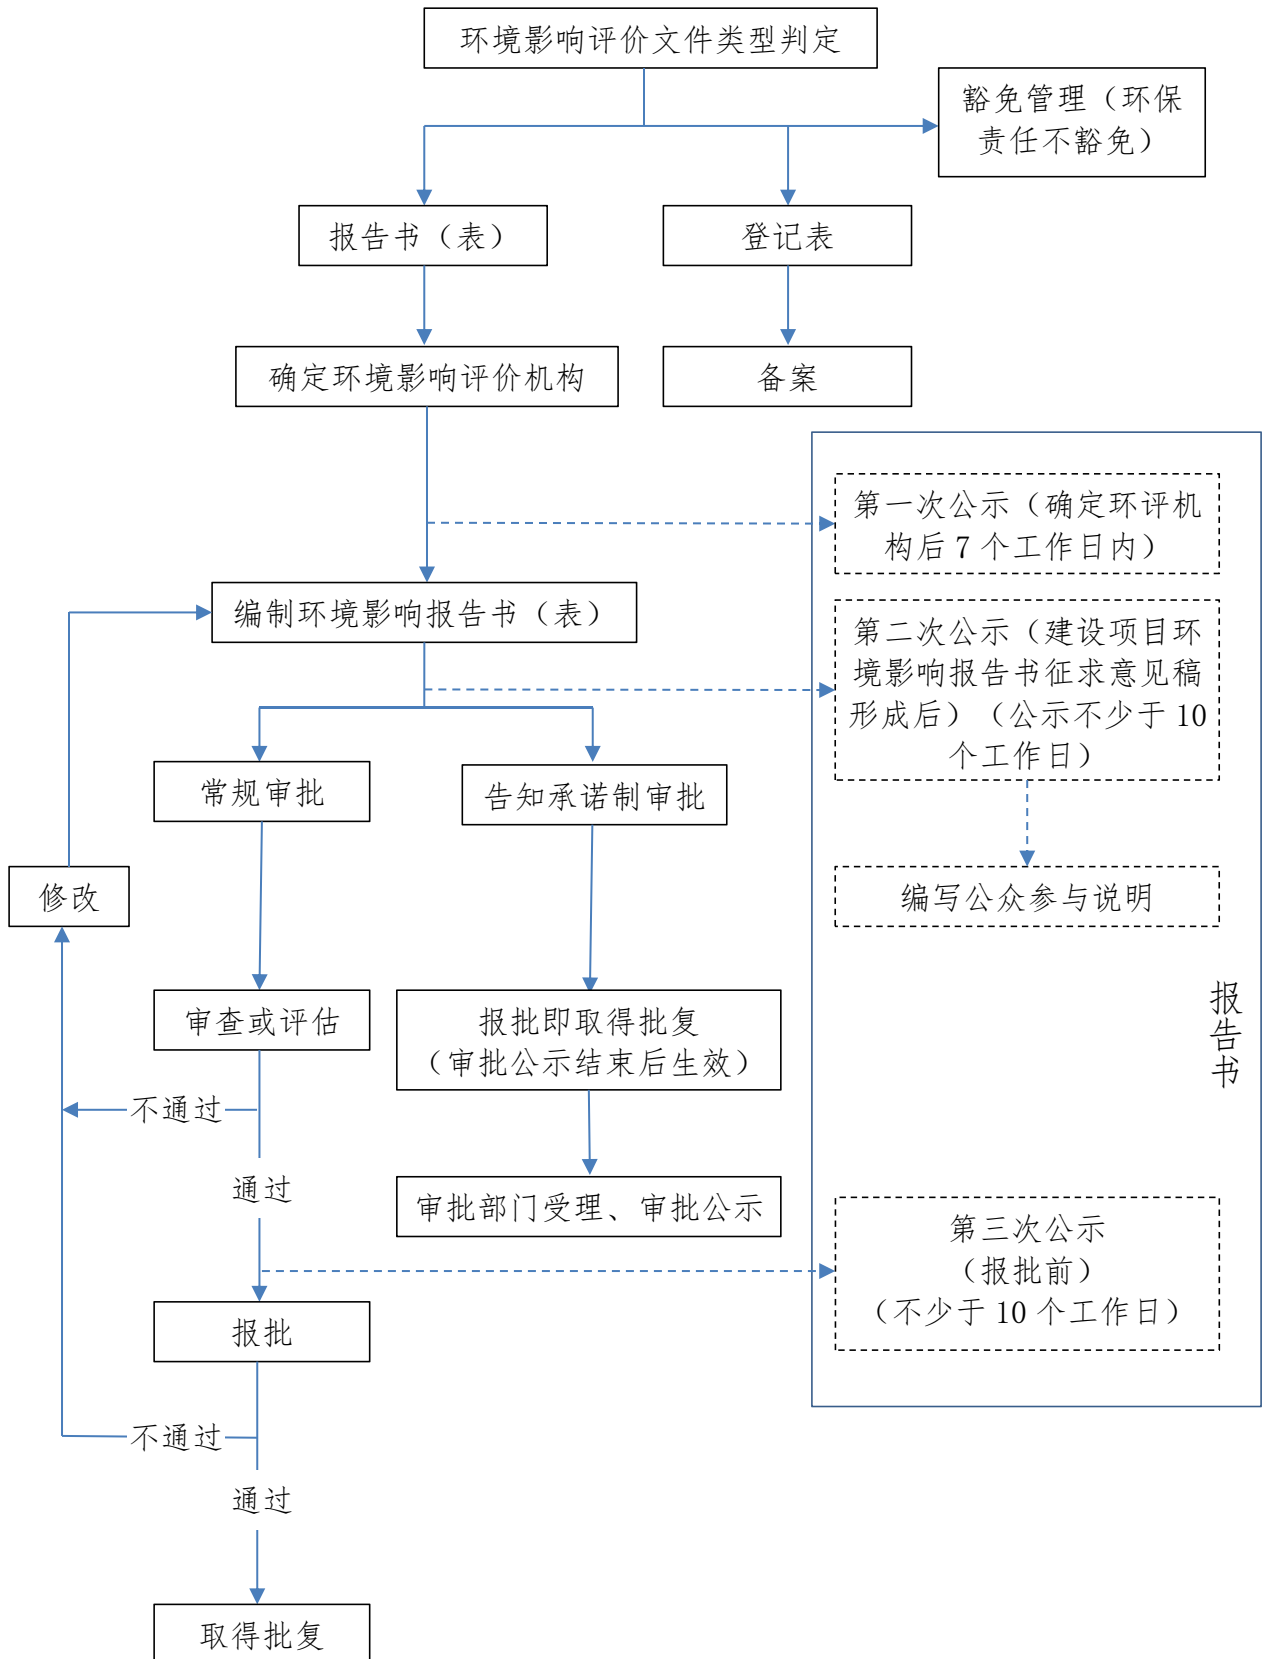 环境影响评价文件类型判定
豁免管理（环保
责任不豁免）
报告书（表）
登记表
确定环境影响评价机构
备案
第一次公示（确定环评机
构后 7 个工作日内）
编制环境影响报告书（表）
第二次公示（建设项目环
境影响报告书征求意见稿
形成后）（公示不少于 10
个工作日）
常规审批
告知承诺制审批
修改
编写公众参与说明
审查或评估
报批即取得批复
（审批公示结束后生效）
报告书
不通过
通过
审批部门受理、审批公示
第三次公示
（报批前）
（不少于 10 个工作日）
报批
不通过
通过
取得批复